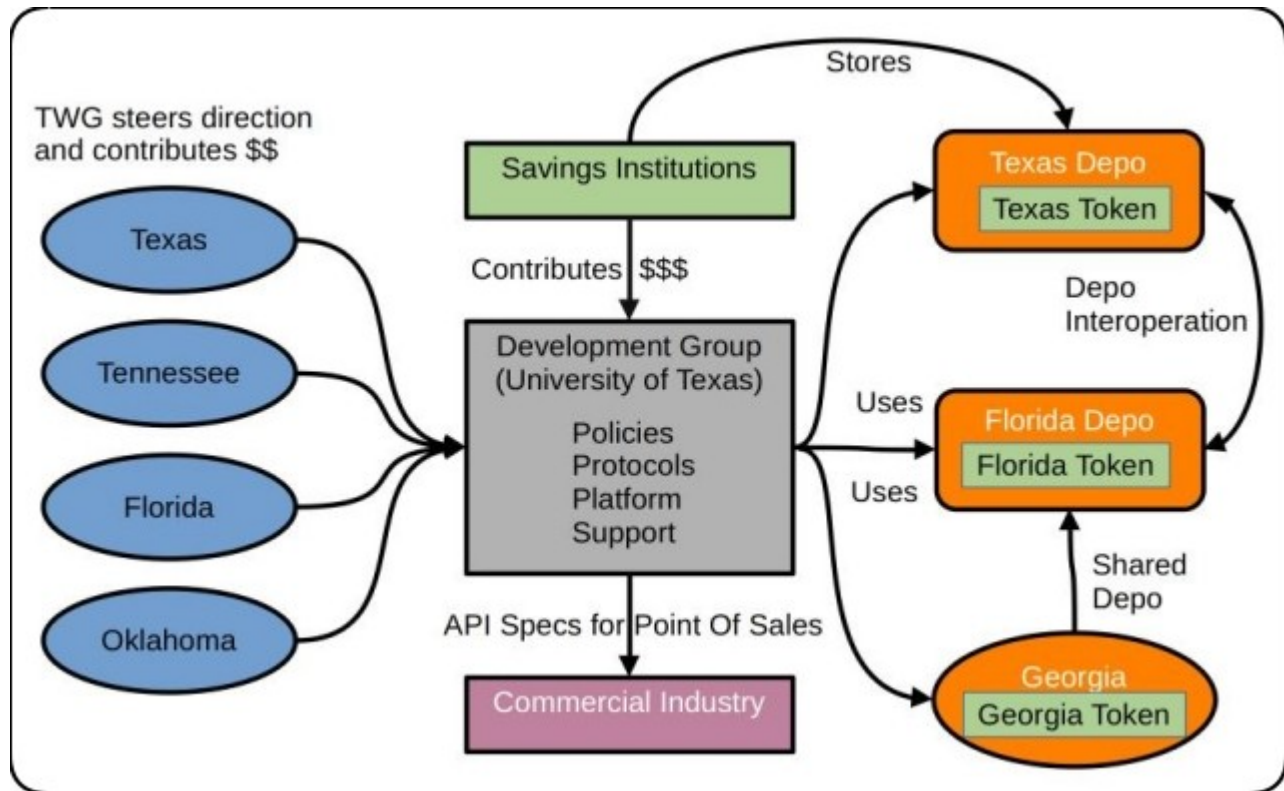 TWG steers direction
and contributes $$
Texas
Tennessee
Florida
Oklahoma
Stores
Savings Institutions
Contributes $$$
Development Group
(University of Texas)
Policies
Protocols
Platform
Support
API Specs for Point Of Sales
Commercial Industry
Texas Depo
Texas Token
Depo
Interoperation
Uses
Florida Depo
Florida Token
Uses
Shared
Depo
Georgia
Georgia Token